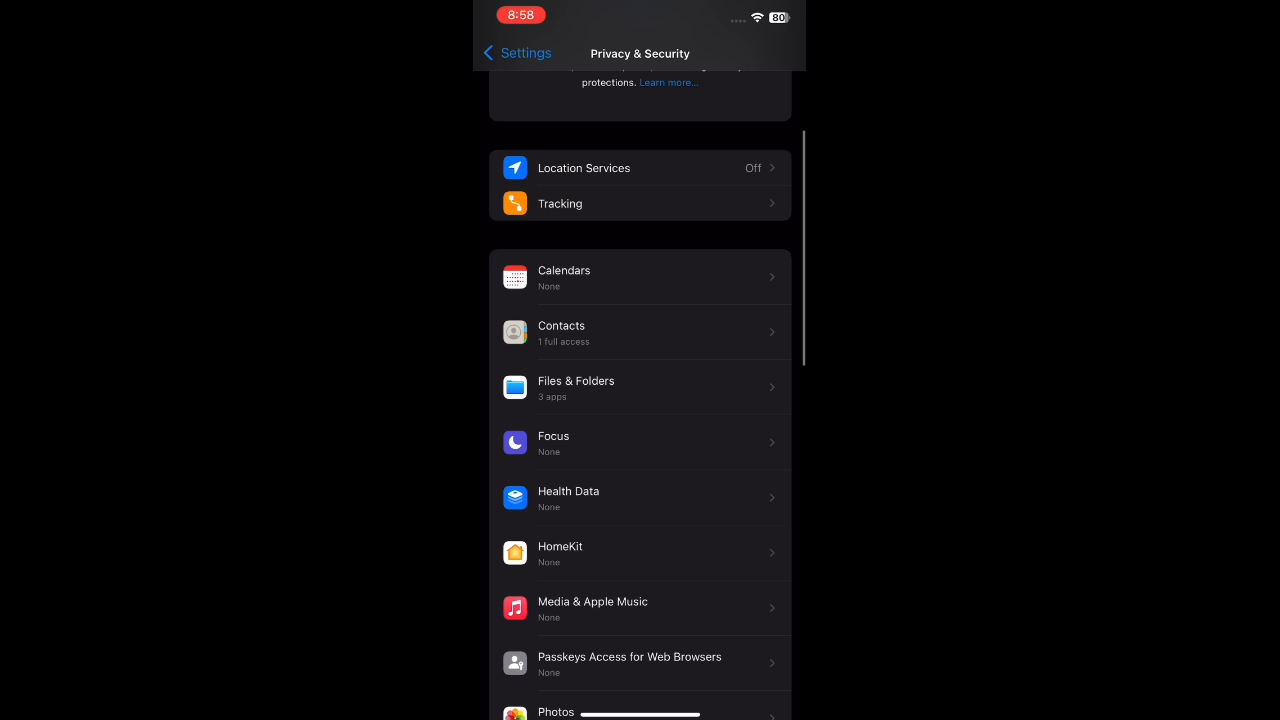 8:58
80
Settings
Privacy & Security
protections. Learn more...
Location Services
Off
Tracking
Calendars
None
Contacts
1 full access
Files & Folders
3 apps
Focus
None
Health Data
None
HomeKit
None
Media & Apple Music
None
Passkeys Access for Web Browsers
None
Photos